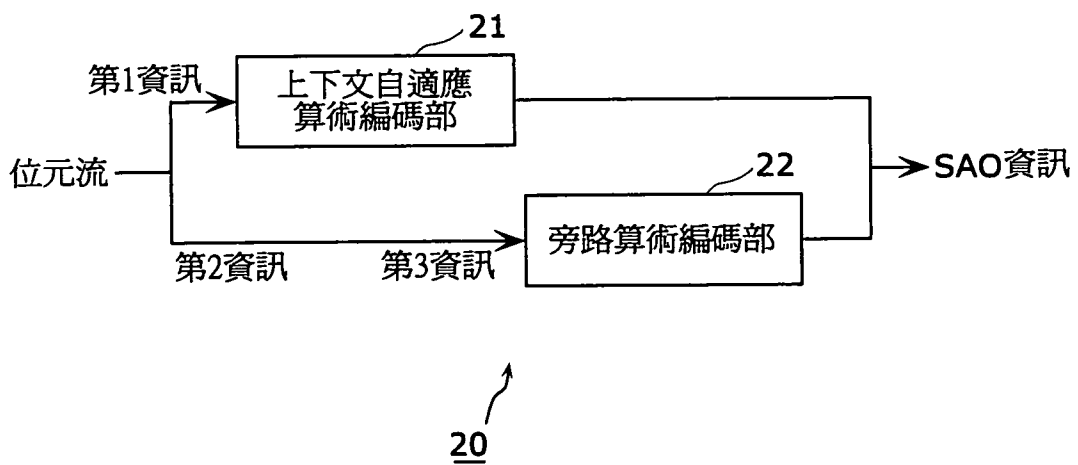 21
第1資訊
上下文自適應
算術編碼部
位元流
22
SAO資訊
旁路算術編碼部
第2資訊
第3資訊
20